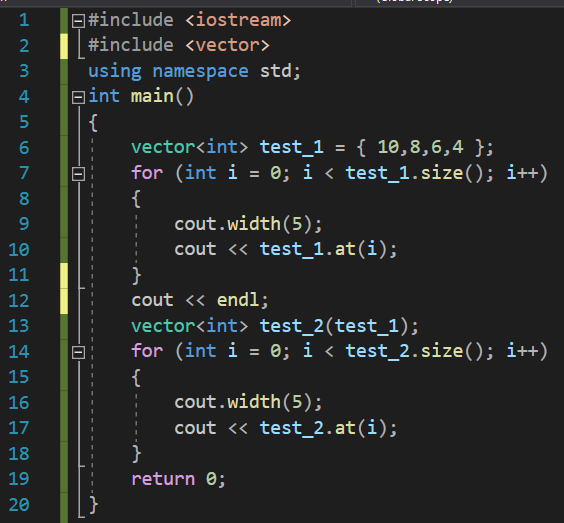 1 #include <iostream>
2 #include <vector>
3 using namespace std;
4 int main()
5 {
6 vector<int> test_1 = { 10,8,6,4 };
7 for (int i = 0; i < test_1.size(); i++)
8 {
9 cout.width(5);
10 cout << test_1.at(i);
11 }
12 cout << endl;
13 vector<int> test_2(test_1);
14 for (int i = 0; i < test_2.size(); i++)
15 {
16 cout.width(5);
17 cout << test_2.at(i);
18 }
19 return 0;
20 }